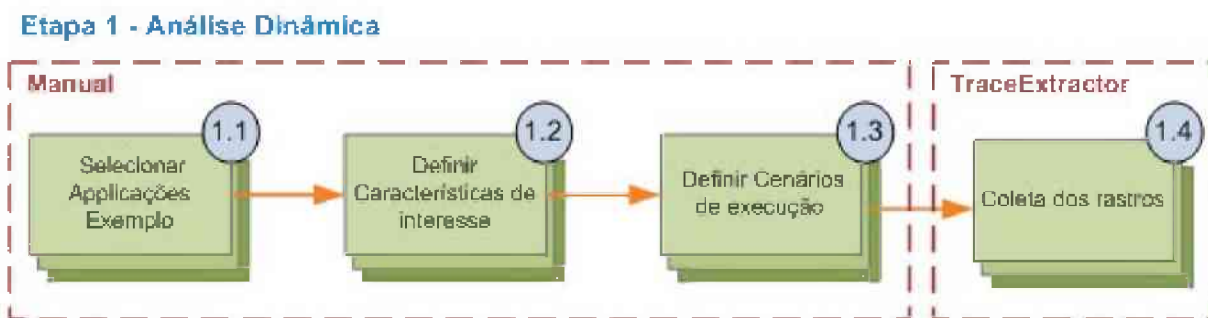 Etapa 1 - Análise Dinâmica
Manual
TraceExtractor
1.1
Selecionar
Applicações
Exemplo
1.2
Definir
Características de
interesse
1.3
Definir Cenários
de execução
1.4
Coleta dos rastros